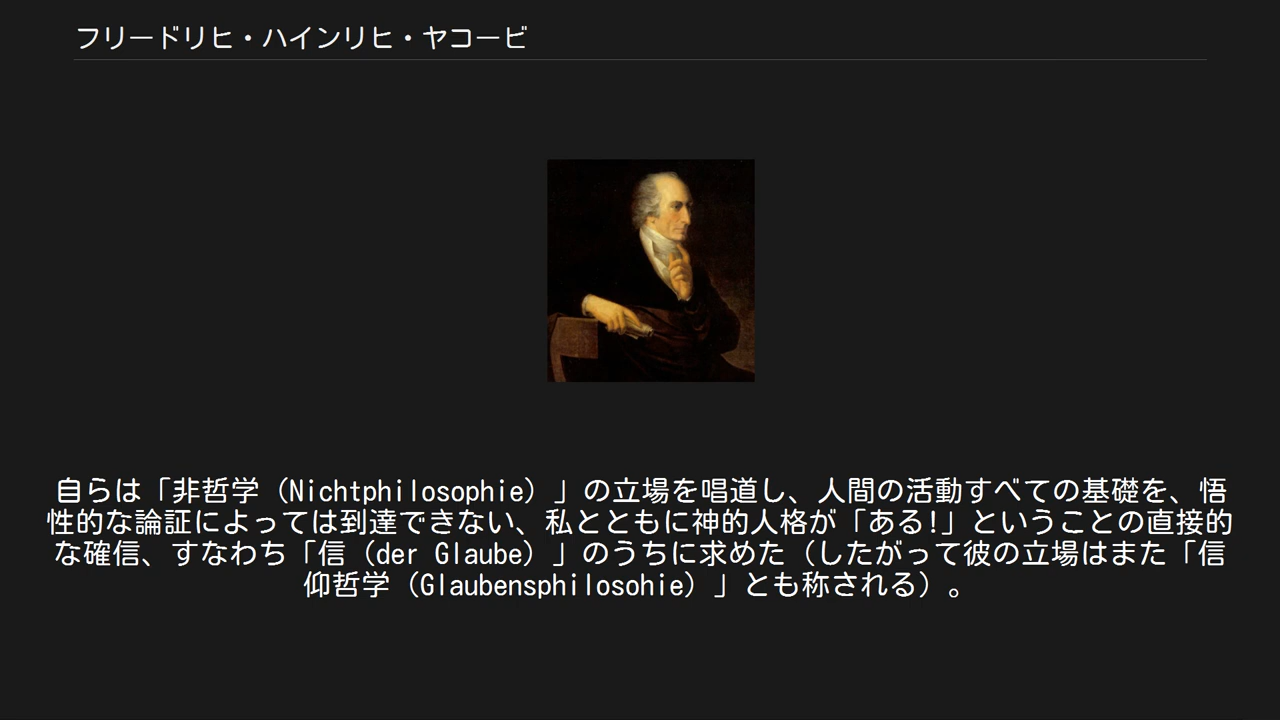 フリードリヒ・ハインリヒ・ヤコービ
自らは「非哲学（Nichtphilosophie）」の立場を唱道し、人間の活動すべての基礎を、悟
性的な論証によっては到達できない、私とともに神的人格が「ある!」ということの直接的
な確信、すなわち「信（der Glaube）」のうちに求めた（したがって彼の立場はまた「信
仰哲学（Glaubensphilosohie）」とも称される）。